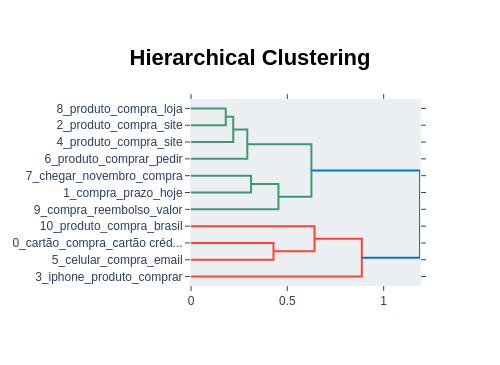 Hierarchical Clustering
8_produto_compra_loja
2_produto_compra_site
4_produto_compra_site
6_produto_comprar_pedir
7_chegar_novembro_compra
1_compra_prazo_hoje
9_compra_reembolso_valor
10_produto_compra_brasil
0_cartão_compra_cartão créd...
5_celular_compra_email
3_iphone_produto_comprar
0 0.5 1